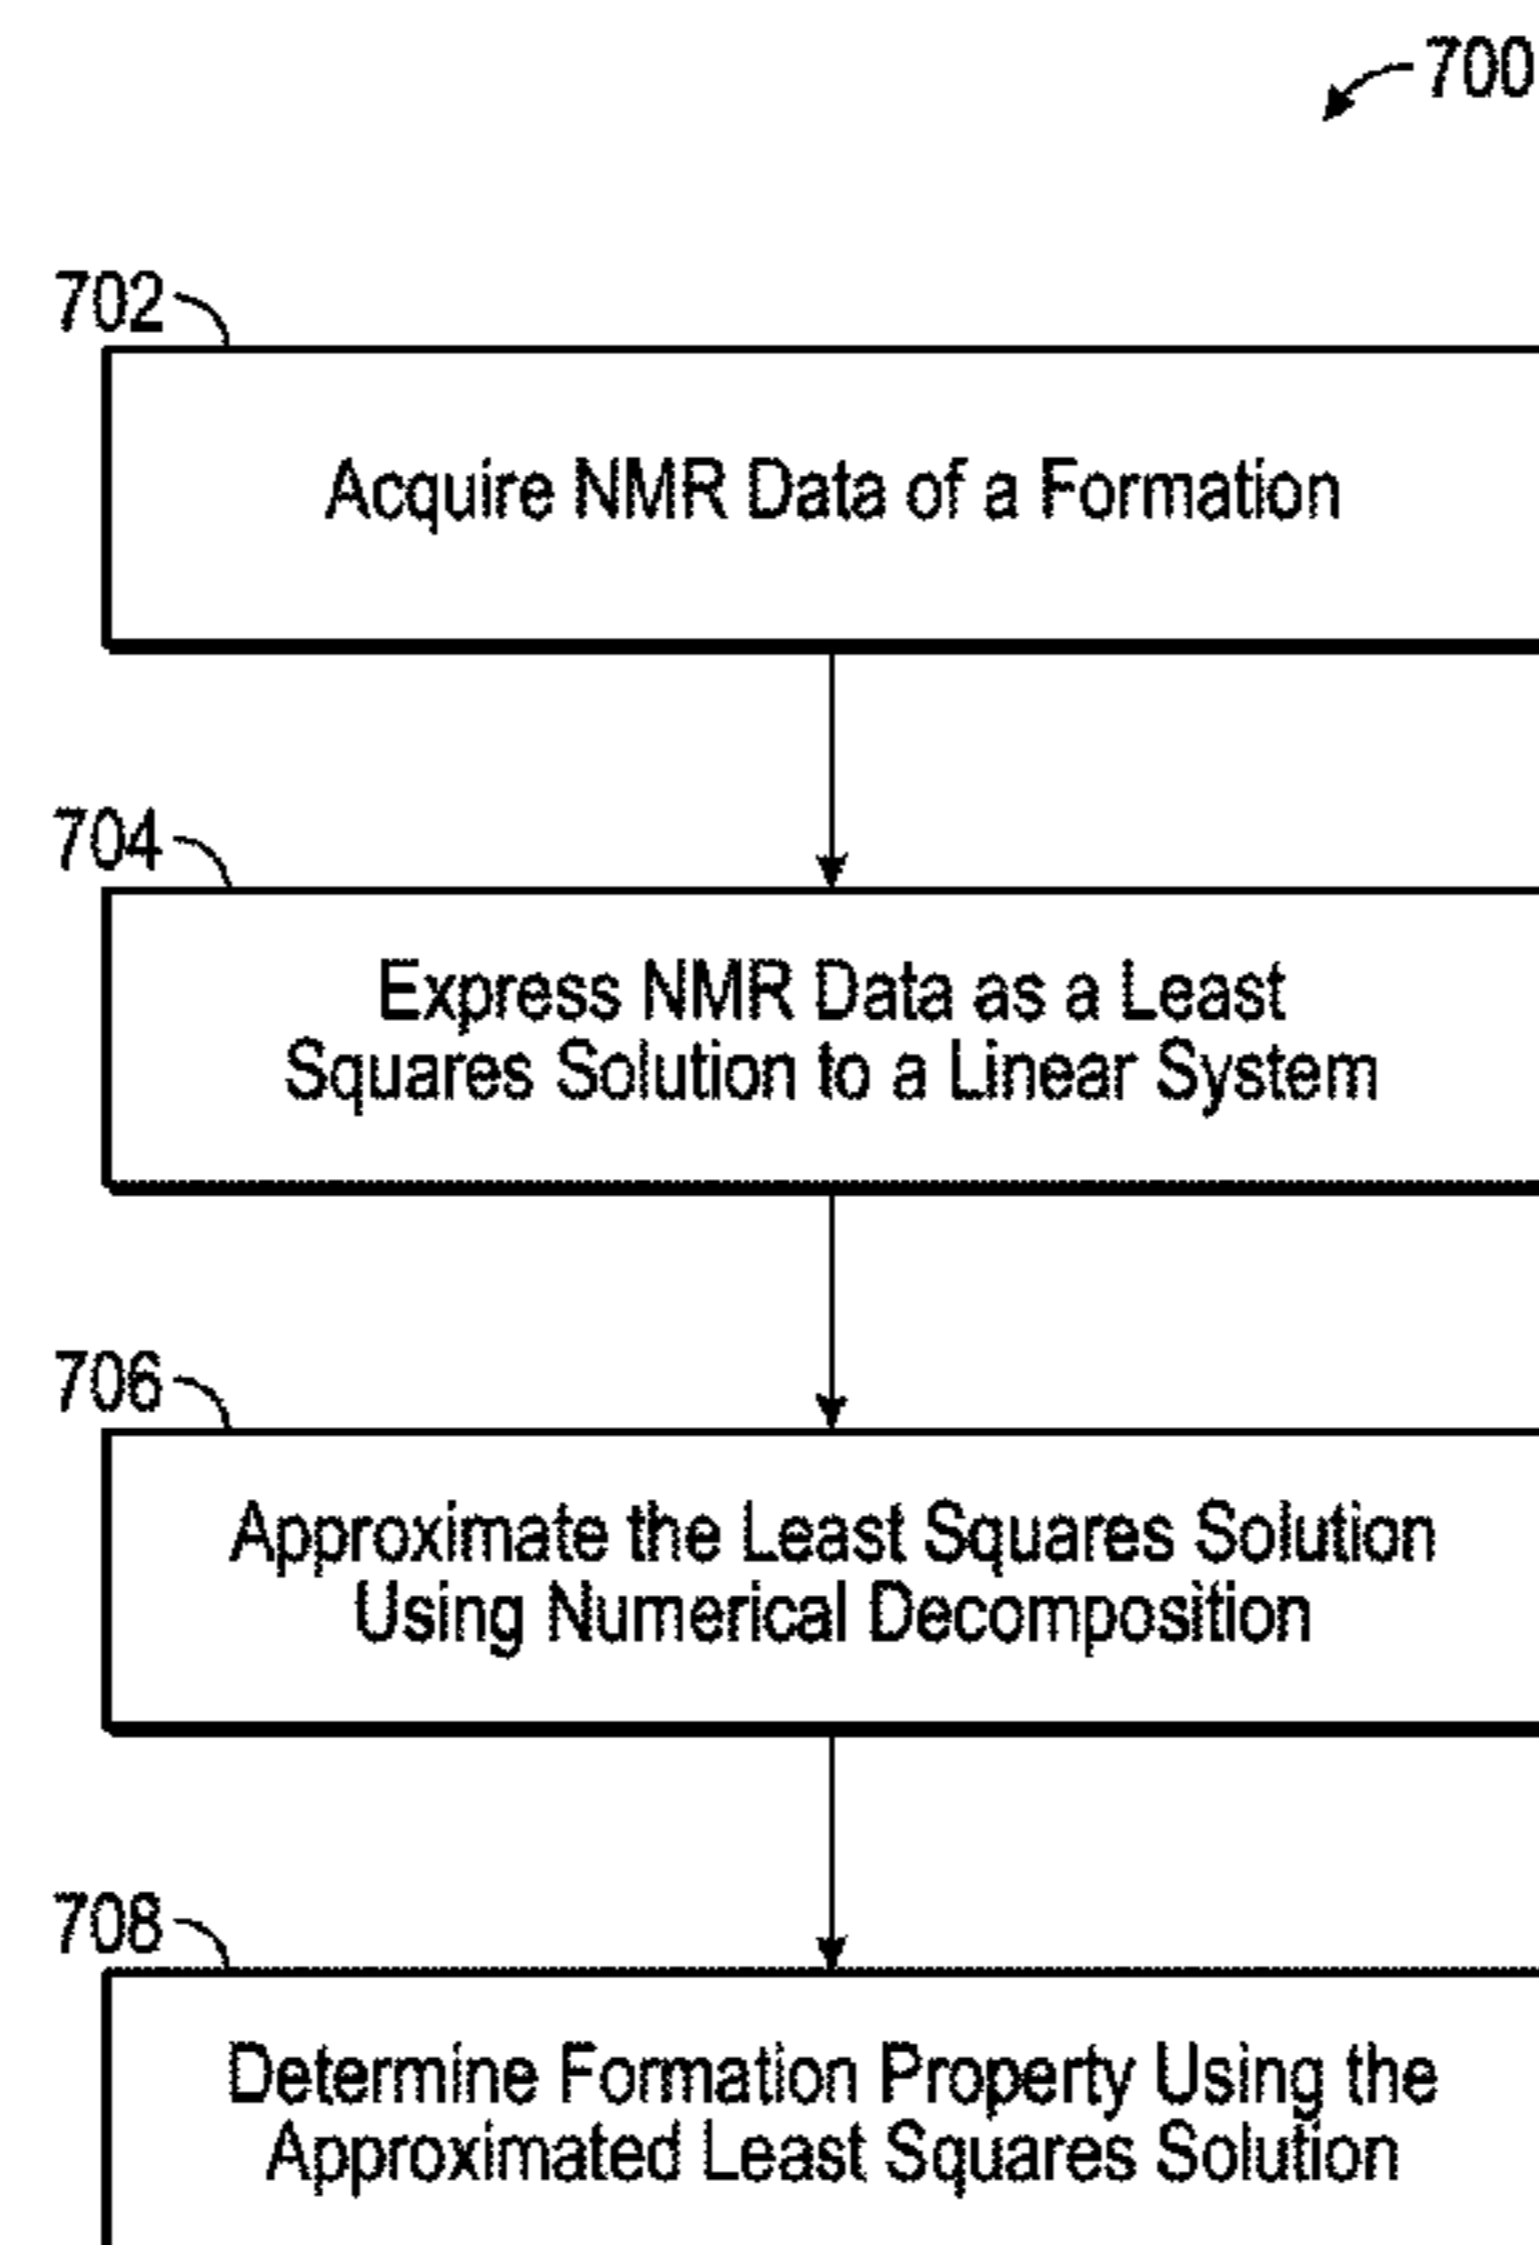 700
702
Acquire NMR Data of a Formation
704
Express NMR Data as a Least
Squares Solution to a Linear System
706
Approximate the Least Squares Solution
Using Numerical Decomposition
708
Determine Formation Property Using the
Approximated Least Squares Solution